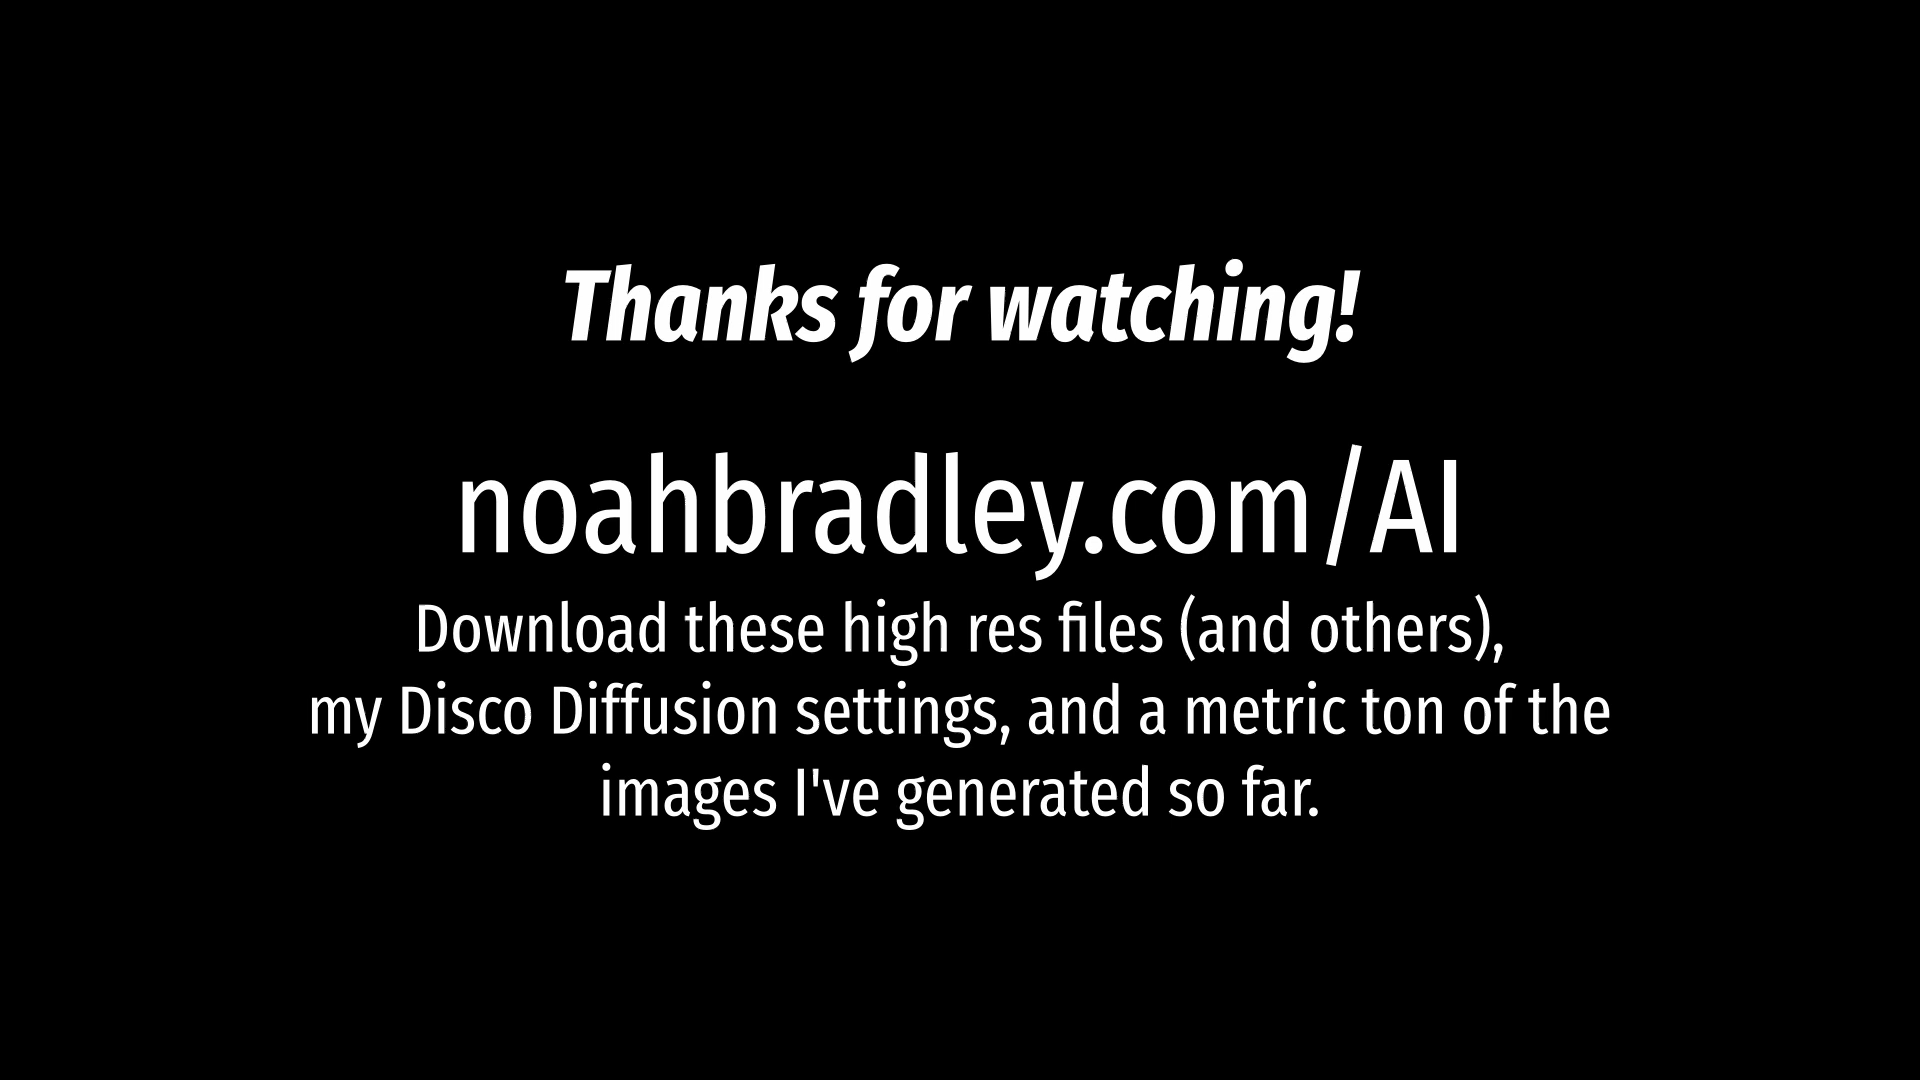 Thanks for watching!
noahbradley.com/AI
Download these high res files (and others),
my Disco Diffusion settings, and a metric ton of the
images I've generated so far.